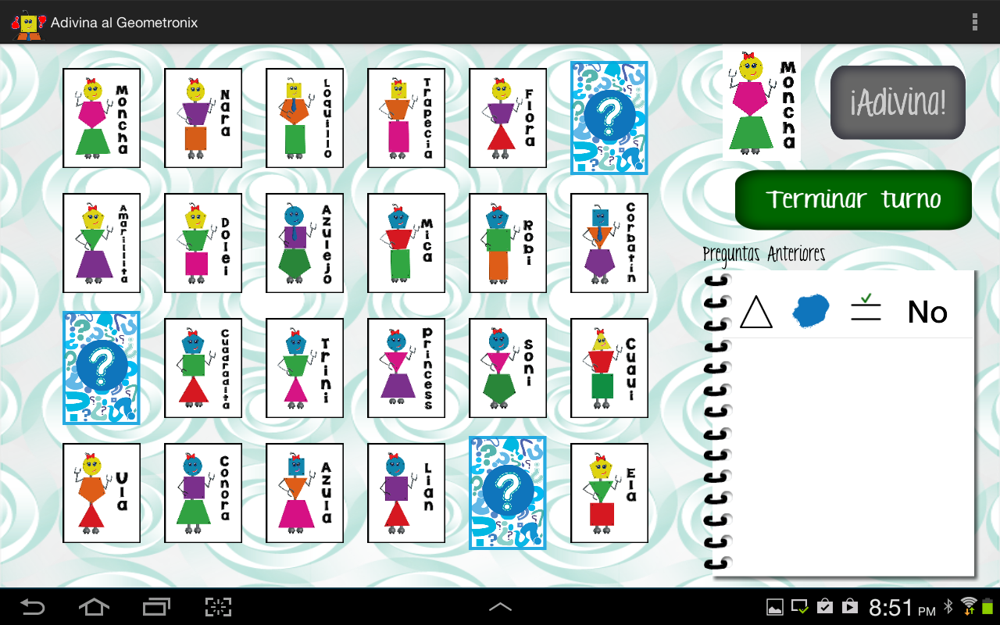 Adivina al Geometronix
Moncha
Nara
Loquillo
Trapecia
Flora
?
Moncha
¡Adivina!
Amarillita
Dolei
Azulejo
Mica
Robi
Corbatín
Terminar turno
Preguntas Anteriores
No
?
Cuadradita
Trini
Princess
Soni
Cuaui
Ula
Conora
Azula
Lian
?
Ela
8:51 PM